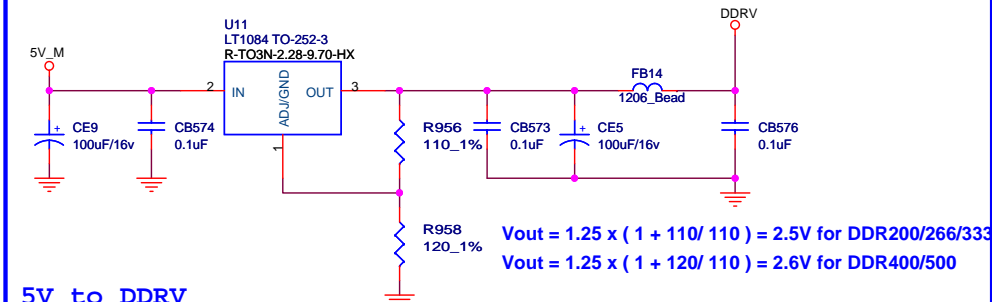 DDRV
U11
LT1084 TO-252-3
R-TO3N-2.28-9.70-HX
5V_M
2
IN
ADJ/GND
OUT
3
1
FB14
1206_Bead
CE9
100uF/16v
+
CB574
0.1uF
R956
110_1%
CB573
0.1uF
+
CE5
100uF/16v
CB576
0.1uF
R958
120_1%
Vout = 1.25 x ( 1 + 110/ 110 ) = 2.5V for DDR200/266/333
Vout = 1.25 x ( 1 + 120/ 110 ) = 2.6V for DDR400/500
5V to DDRV